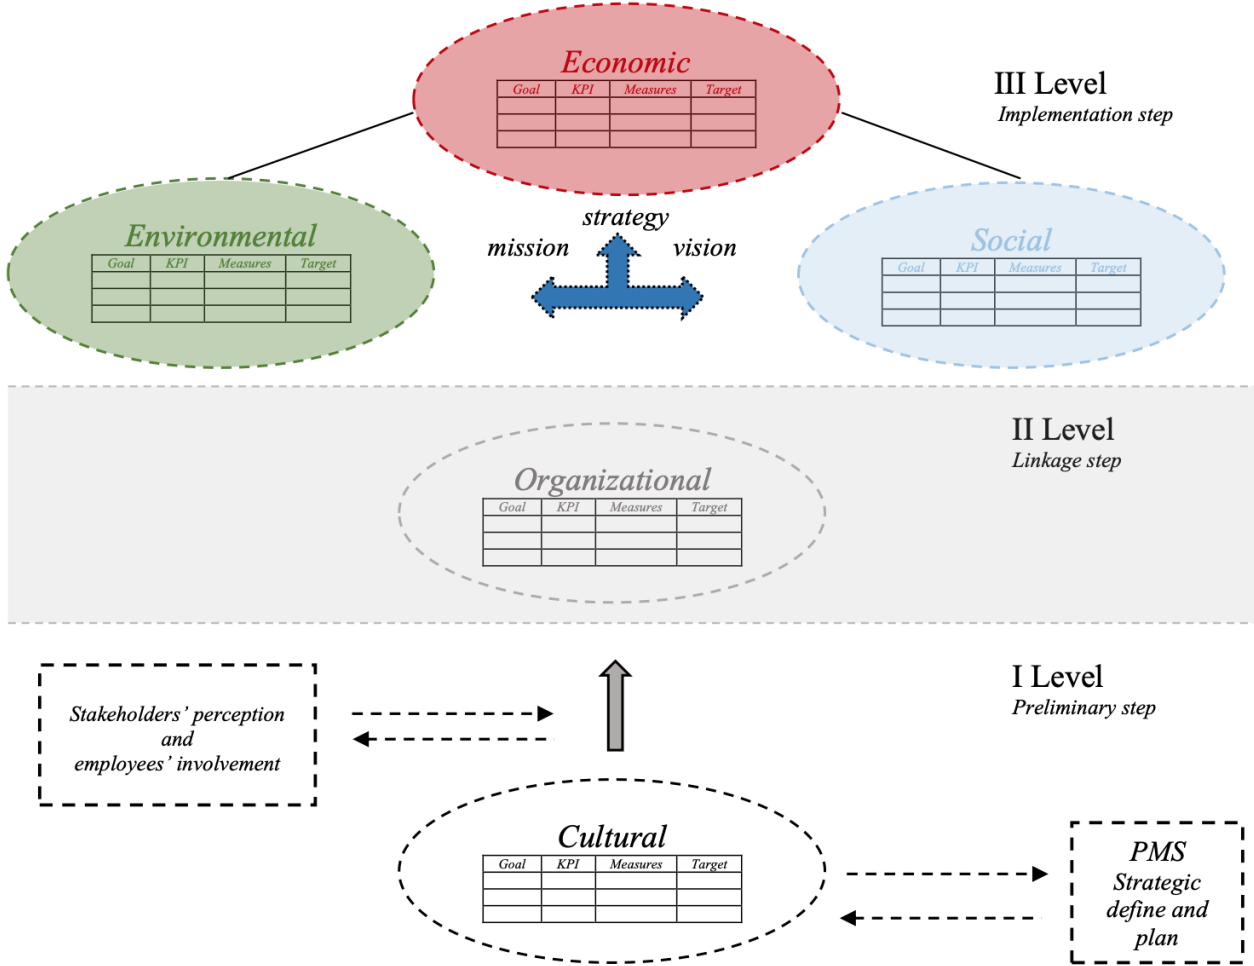 Economic
Goal KPI Measures Target
III Level
Implementation step
strategy
mission vision
Environmental
Goal KPI Measures Target
Social
Goal KPI Measures Target
II Level
Linkage step
Organizational
Goal KPI Measures Target
I Level
Preliminary step
Stakeholders’ perception
and
employees’ involvement
Cultural
Goal KPI Measures Target
PMS
Strategic
define and
plan